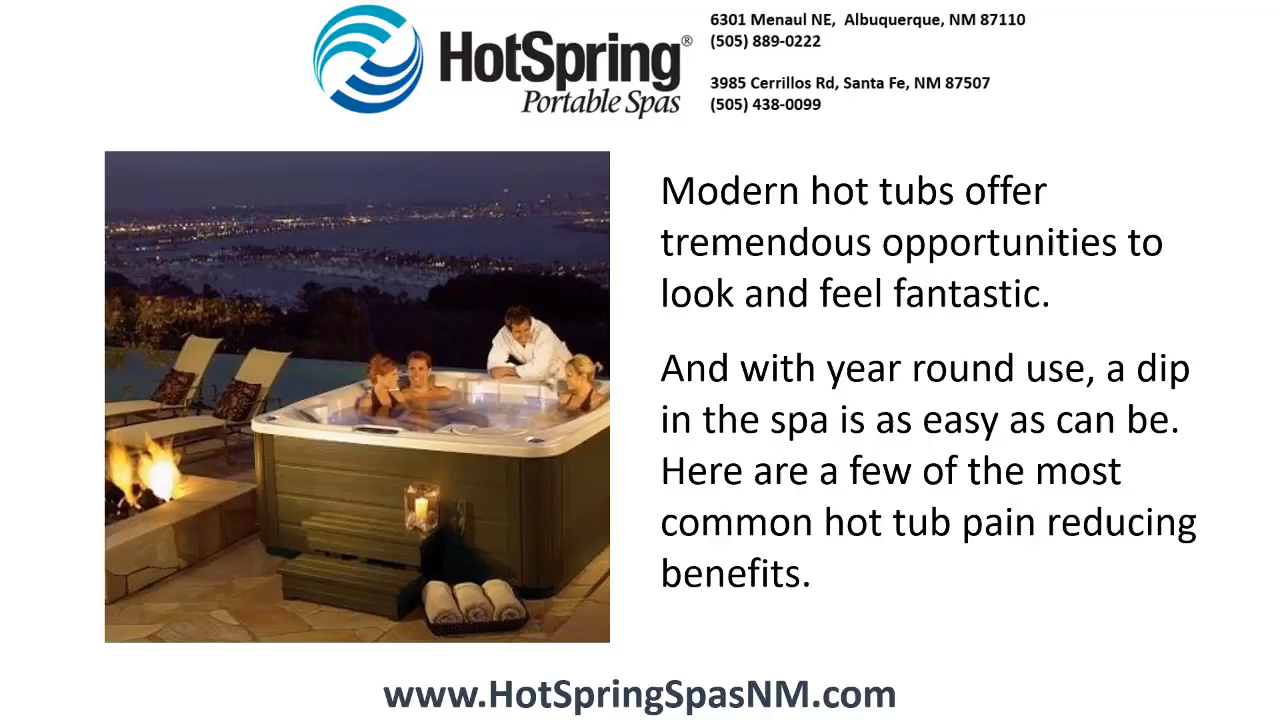 HotSpring®
Portable Spas
6301 Menaul NE, Albuquerque, NM 87110
(505) 889-0222
3985 Cerrillos Rd, Santa Fe, NM 87507
(505) 438-0099
Modern hot tubs offer
tremendous opportunities to
look and feel fantastic.
And with year round use, a dip
in the spa is as easy as can be.
Here are a few of the most
common hot tub pain reducing
benefits.
www.HotSpringSpasNM.com